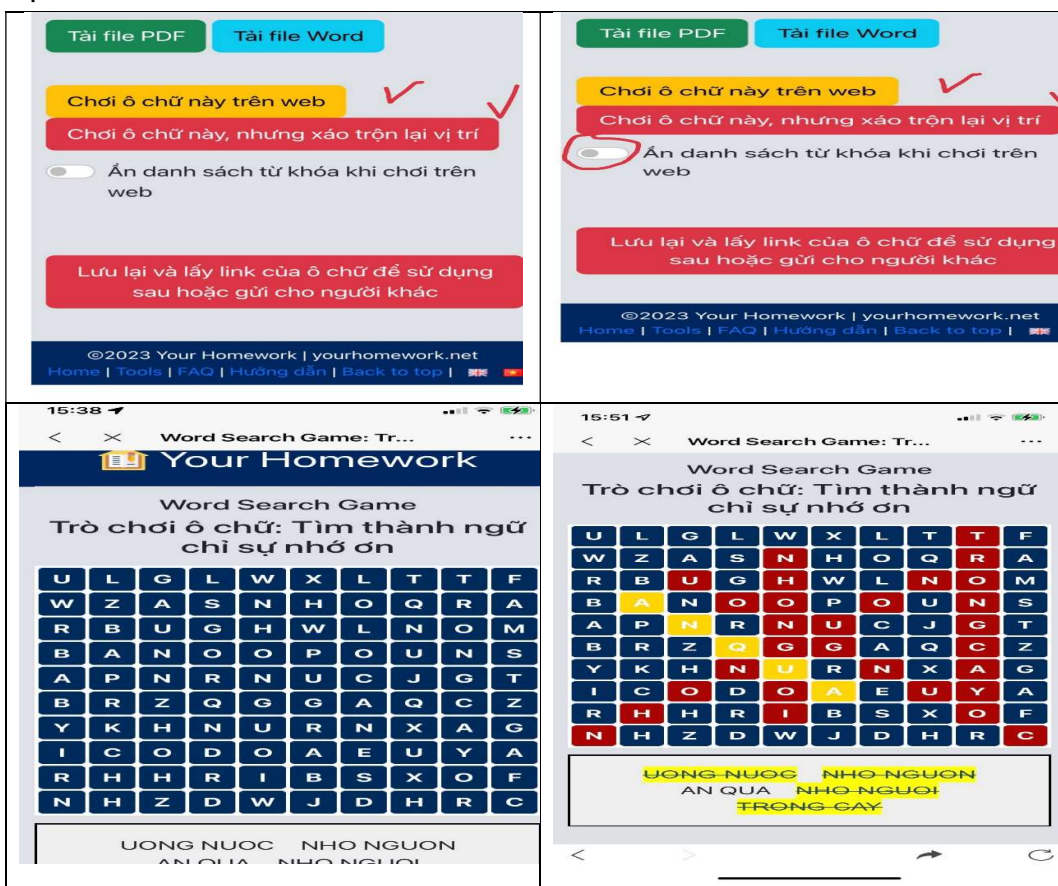 Tải file PDF Tải file Word
Chơi ô chữ này trên web
Chơi ô chữ này, nhưng xáo trộn lại vị trí
Ẩn danh sách từ khóa khi chơi trên
web
Lưu lại và lấy link của ô chữ để sử dụng
sau hoặc gửi cho người khác
©2023 Your Homework | yourhomework.net
Home | Tools | FAQ | Hướng dẫn | Back to top |
Tải file PDF Tải file Word
Chơi ô chữ này trên web
Chơi ô chữ này, nhưng xáo trộn lại vị trí
Ẩn danh sách từ khóa khi chơi trên
web
Lưu lại và lấy link của ô chữ để sử dụng
sau hoặc gửi cho người khác
©2023 Your Homework | yourhomework.net
Home | Tools | FAQ | Hướng dẫn | Back to top |
15:38
Word Search Game: Tr...
Your Homework
Word Search Game
Trò chơi ô chữ: Tìm thành ngữ
chỉ sự nhớ ơn
U L G L W X L T T F
W Z A S N H O Q R A
R B U G H W L N O M
B A N O O P O U N S
A P N R N U C J G T
B R Z Q G G A Q C Z
Y K H N U R N X A G
I C O D O A E U Y A
R H H R I B S X O F
N H Z D W J D H R C
UONG NUOC NHO NGUON
AN QUA NHO NGUOI
15:51
Word Search Game: Tr...
Word Search Game
Trò chơi ô chữ: Tìm thành ngữ
chỉ sự nhớ ơn
U L G L W X L T T F
W Z A S N H O Q R A
R B U G H W L N O M
B A N O O P O U N S
A P N R N U C J G T
B R Z Q G G A Q C Z
Y K H N U R N X A G
I C O D O A E U Y A
R H H R I B S X O F
N H Z D W J D H R C
UONG NUOC NHO NGUON
AN QUA NHO NGUOI
TRONG CAY